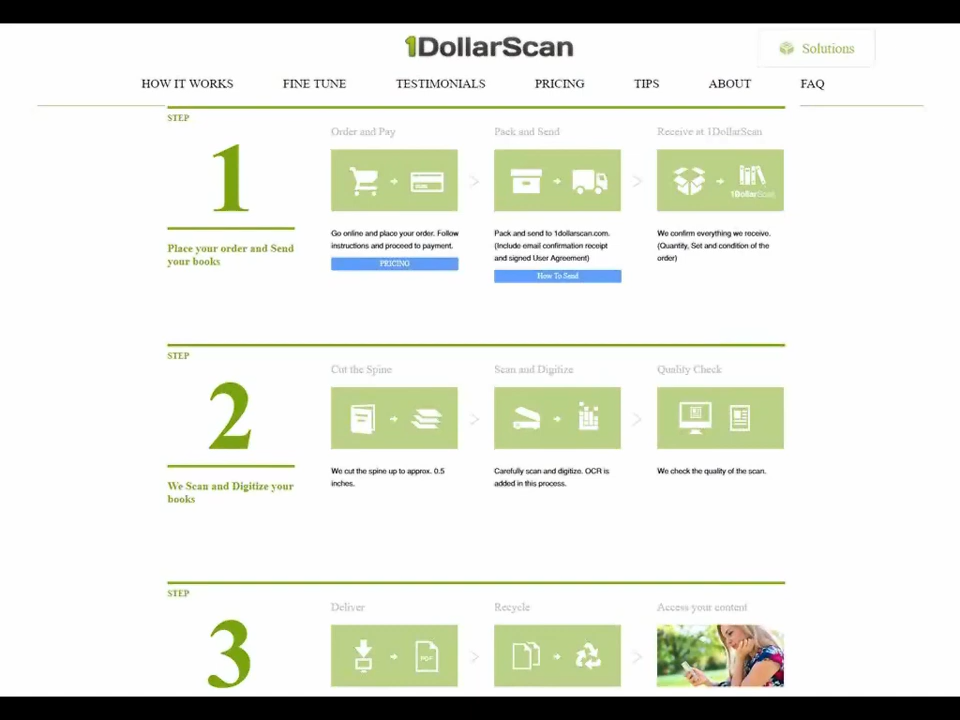 1DollarScan
Solutions
HOW IT WORKS
FINE TUNE
TESTIMONIALS
PRICING
TIPS
ABOUT
FAQ
STEP
1
Place your order and Send
your books
Order and Pay
Go online and place your order. Follow
instructions and proceed to payment.
PRICING
Pack and Send
Pack and send to 1dollarscan.com.
(Include email confirmation receipt
and signed User Agreement)
How To Send
Receive at 1DollarScan
1DollarScan
We confirm everything we receive.
(Quantity, Set and condition of the
order)
STEP
2
We Scan and Digitize your
books
Cut the Spine
We cut the spine up to approx. 0.5
inches.
Scan and Digitize
Carefully scan and digitize. OCR is
added in this process.
Quality Check
We check the quality of the scan.
STEP
3
Deliver
PDF
Recycle
Access your content